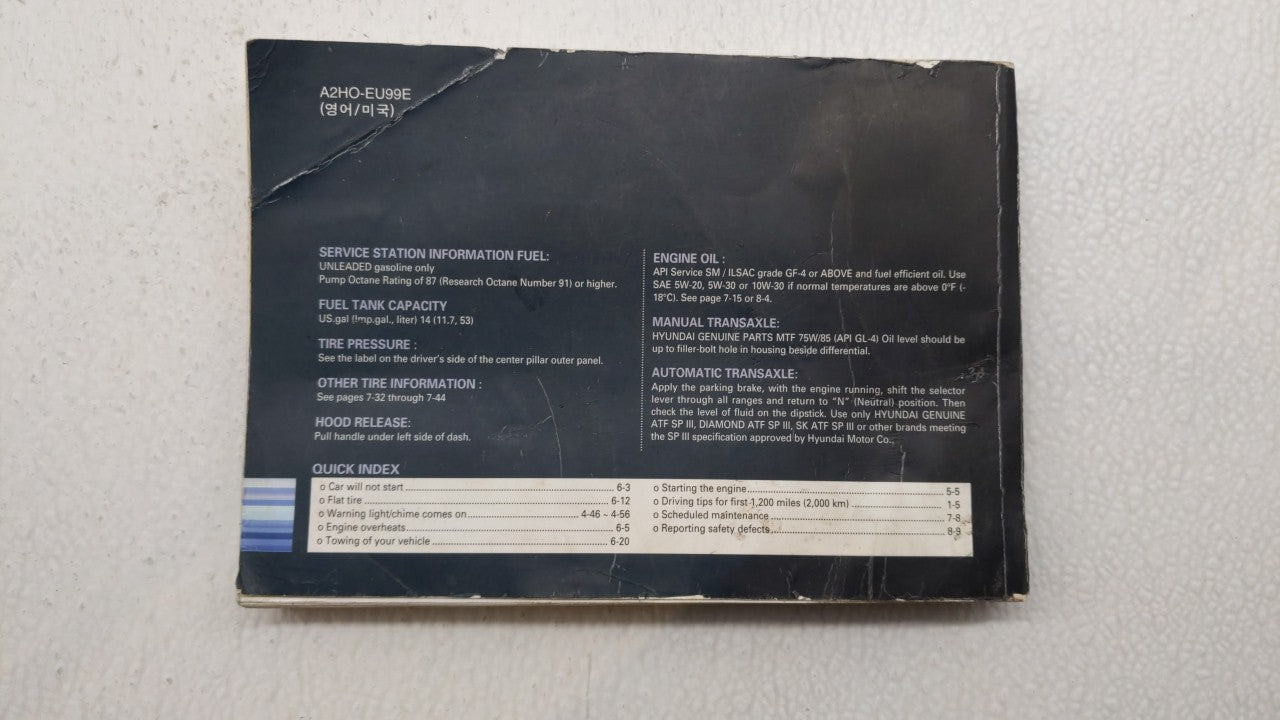 A2HO-EU99E
(영어/미국)
SERVICE STATION INFORMATION FUEL:
UNLEADED gasoline only
Pump Octane Rating of 87 (Research Octane Number 91) or higher.
FUEL TANK CAPACITY
US.gal (Imp.gal., liter) 14 (11.7, 53)
TIRE PRESSURE :
See the label on the driver's side of the center pillar outer panel.
OTHER TIRE INFORMATION :
See pages 7-32 through 7-44
HOOD RELEASE:
Pull handle under left side of dash.
ENGINE OIL :
API Service SM / ILSAC grade GF-4 or ABOVE and fuel efficient oil. Use
SAE 5W-20, 5W-30 or 10W-30 if normal temperatures are above 0°F (-
18°C). See page 7-15 or 8-4.
MANUAL TRANSAXLE:
HYUNDAI GENUINE PARTS MTF 75W/85 (API GL-4) Oil level should be
up to filler-bolt hole in housing beside differential.
AUTOMATIC TRANSAXLE:
Apply the parking brake, with the engine running, shift the selector
lever through all ranges and return to "N" (Neutral) position. Then
check the level of fluid on the dipstick. Use only HYUNDAI GENUINE
ATF SP III, DIAMOND ATF SP III, SK ATF SP III or other brands meeting
the SP III specification approved by Hyundai Motor Co.,
QUICK INDEX
o Car will not start 6-3
o Flat tire 6-12
o Warning light/chime comes on 4-46 ~ 4-56
o Engine overheats 6-5
o Towing of your vehicle 6-20
o Starting the engine 5-5
o Driving tips for first 1,200 miles (2,000 km) 1-5
o Scheduled maintenance 7-8
o Reporting safety defects 8-9